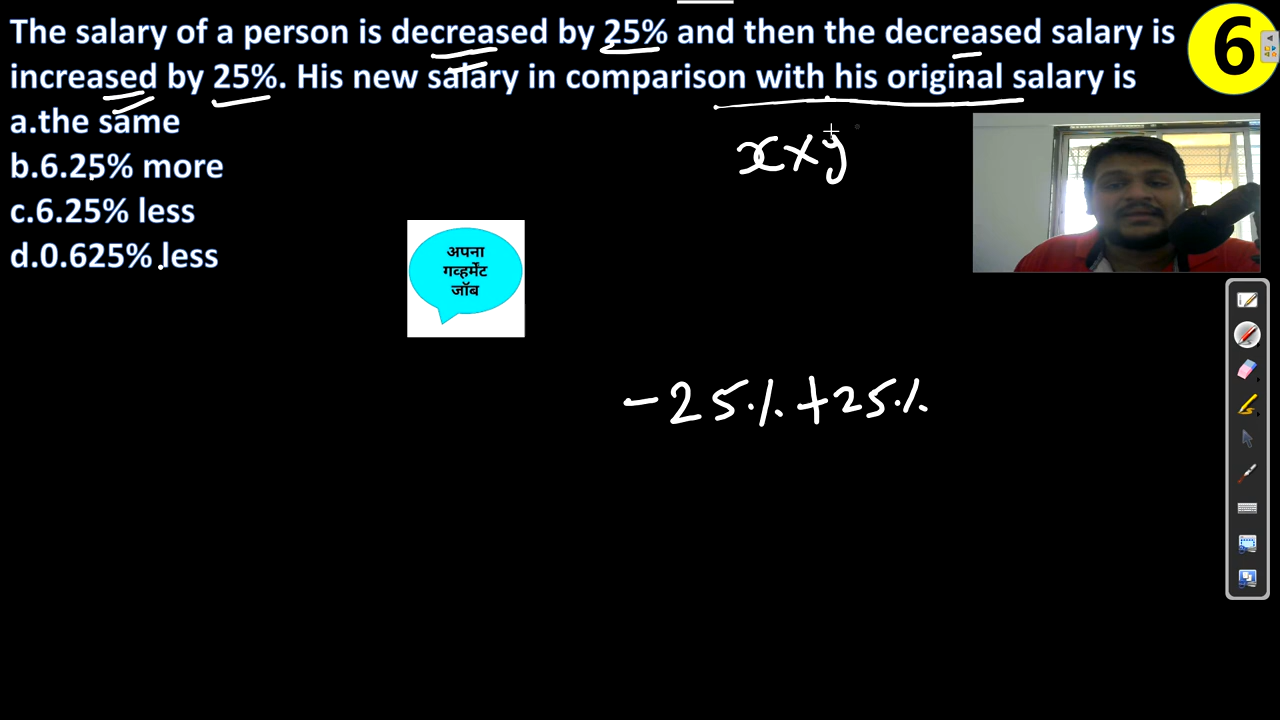 The salary of a person is decreased by 25% and then the decreased salary is
increased by 25%. His new salary in comparison with his original salary is
a.the same
b.6.25% more
c.6.25% less
d.0.625% less
6
x×y
अपना
गव्हर्मेंट
जॉब
-25% +25%